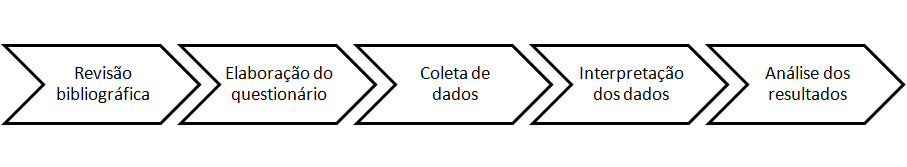 Revisão
bibliográfica
Elaboração do
questionário
Coleta de
dados
Interpretação
dos dados
Análise dos
resultados